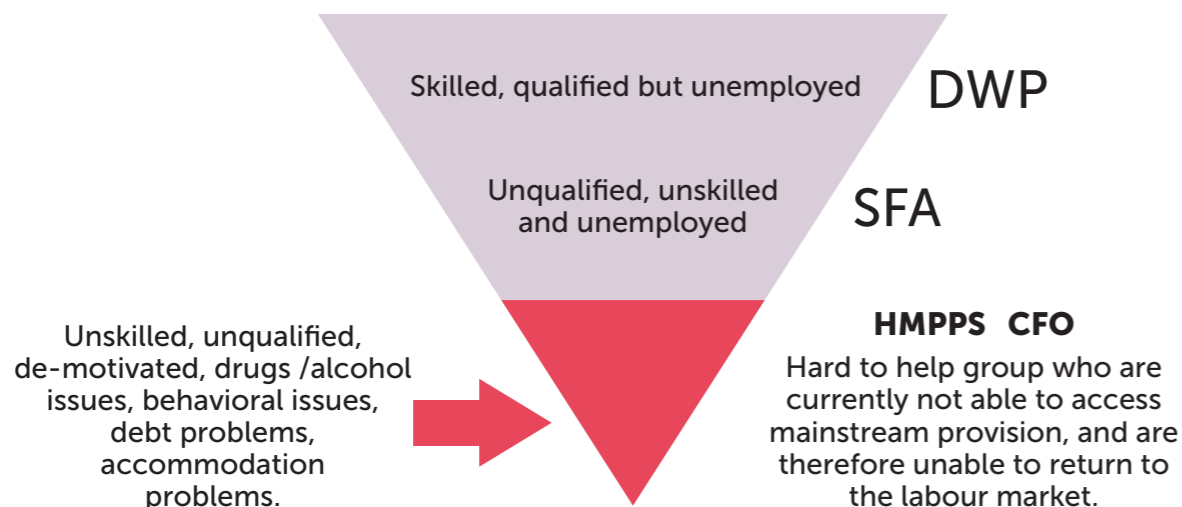 Skilled, qualified but unemployed
DWP
Unqualified, unskilled
and unemployed
SFA
Unskilled, unqualified,
de-motivated, drugs /alcohol
issues, behavioral issues,
debt problems,
accommodation
problems.
HMPPS CFO
Hard to help group who are
currently not able to access
mainstream provision, and are
therefore unable to return to
the labour market.